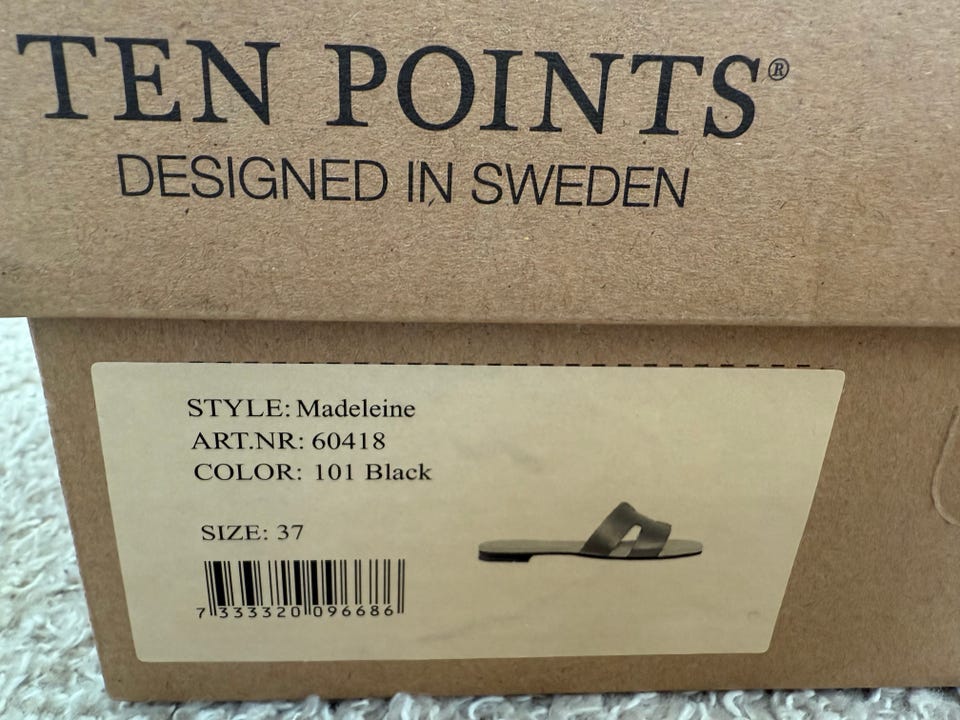 TEN POINTS®
DESIGNED IN SWEDEN
STYLE: Madeleine
ART.NR: 60418
COLOR: 101 Black
SIZE: 37
7 333320 096686